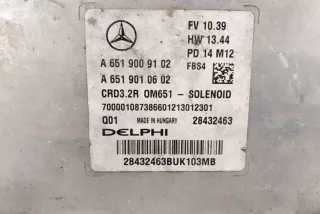 FV 10.39
HW 13.44
PD 14 M12
A 651 900 91 02 FBS4
A 651 901 06 02
CRD3.2R OM651 - SOLENOID
700001087386601213012301
Q01 MADE IN HUNGARY 28432463
DELPHI
28432463BUK103MB